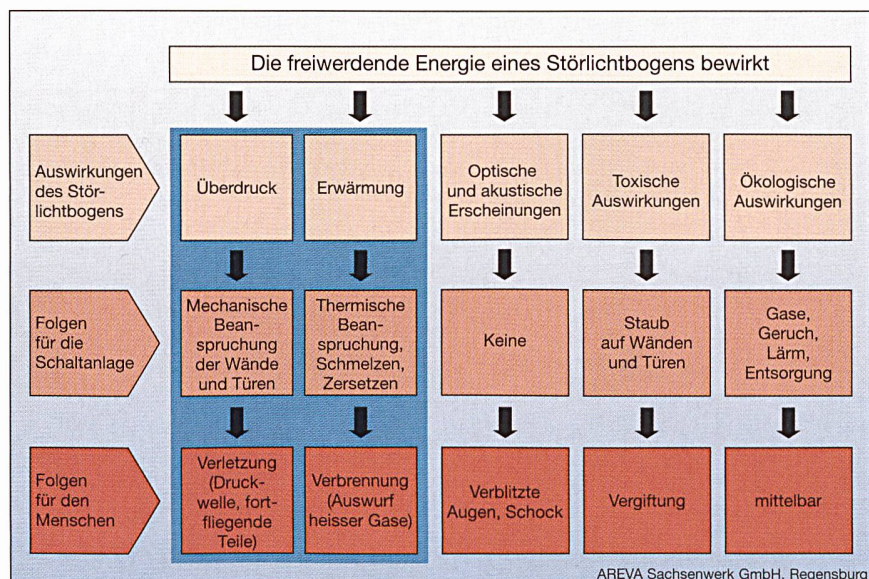 Die freiwerdende Energie eines Störlichtbogens bewirkt
Auswirkungen
des Stör-
lichtbogens
Überdruck
Erwärmung
Optische
und akustische
Erscheinungen
Toxische
Auswirkungen
Ökologische
Auswirkungen
Folgen
für die
Schaltanlage
Mechanische
Bean-
spruchung
der Wände
und Türen
Thermische
Bean-
spruchung,
Schmelzen,
Zersetzen
Keine
Staub
auf Wänden
und Türen
Gase,
Geruch,
Lärm,
Entsorgung
Folgen
für den
Menschen
Verletzung
(Druck-
welle, fort-
fliegende
Teile)
Verbrennung
(Auswurf
heisser Gase)
Verblitzte
Augen, Schock
Vergiftung
mittelbar
AREVA Sachsenwerk GmbH, Regensburg